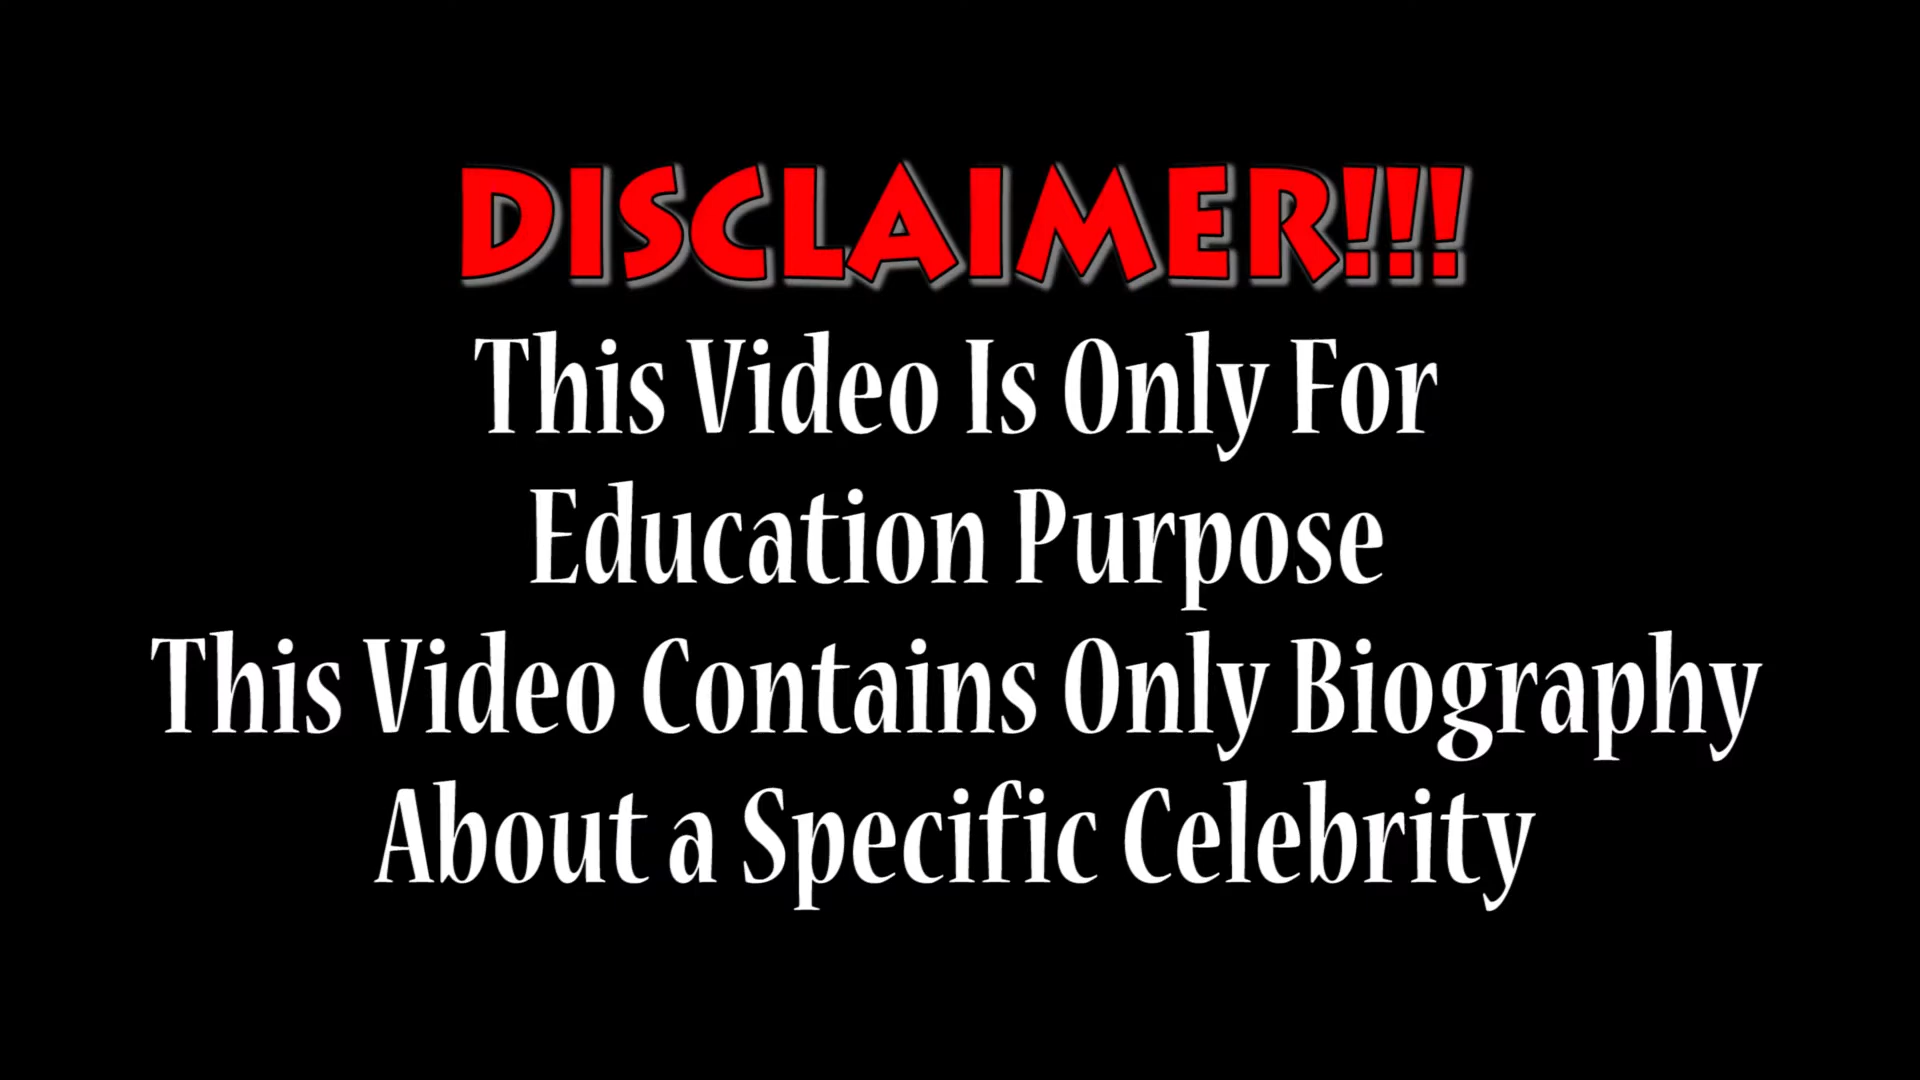 DISCLAIMER!!!
This Video Is Only For
Education Purpose
This Video Contains Only Biography
About a Specific Celebrity